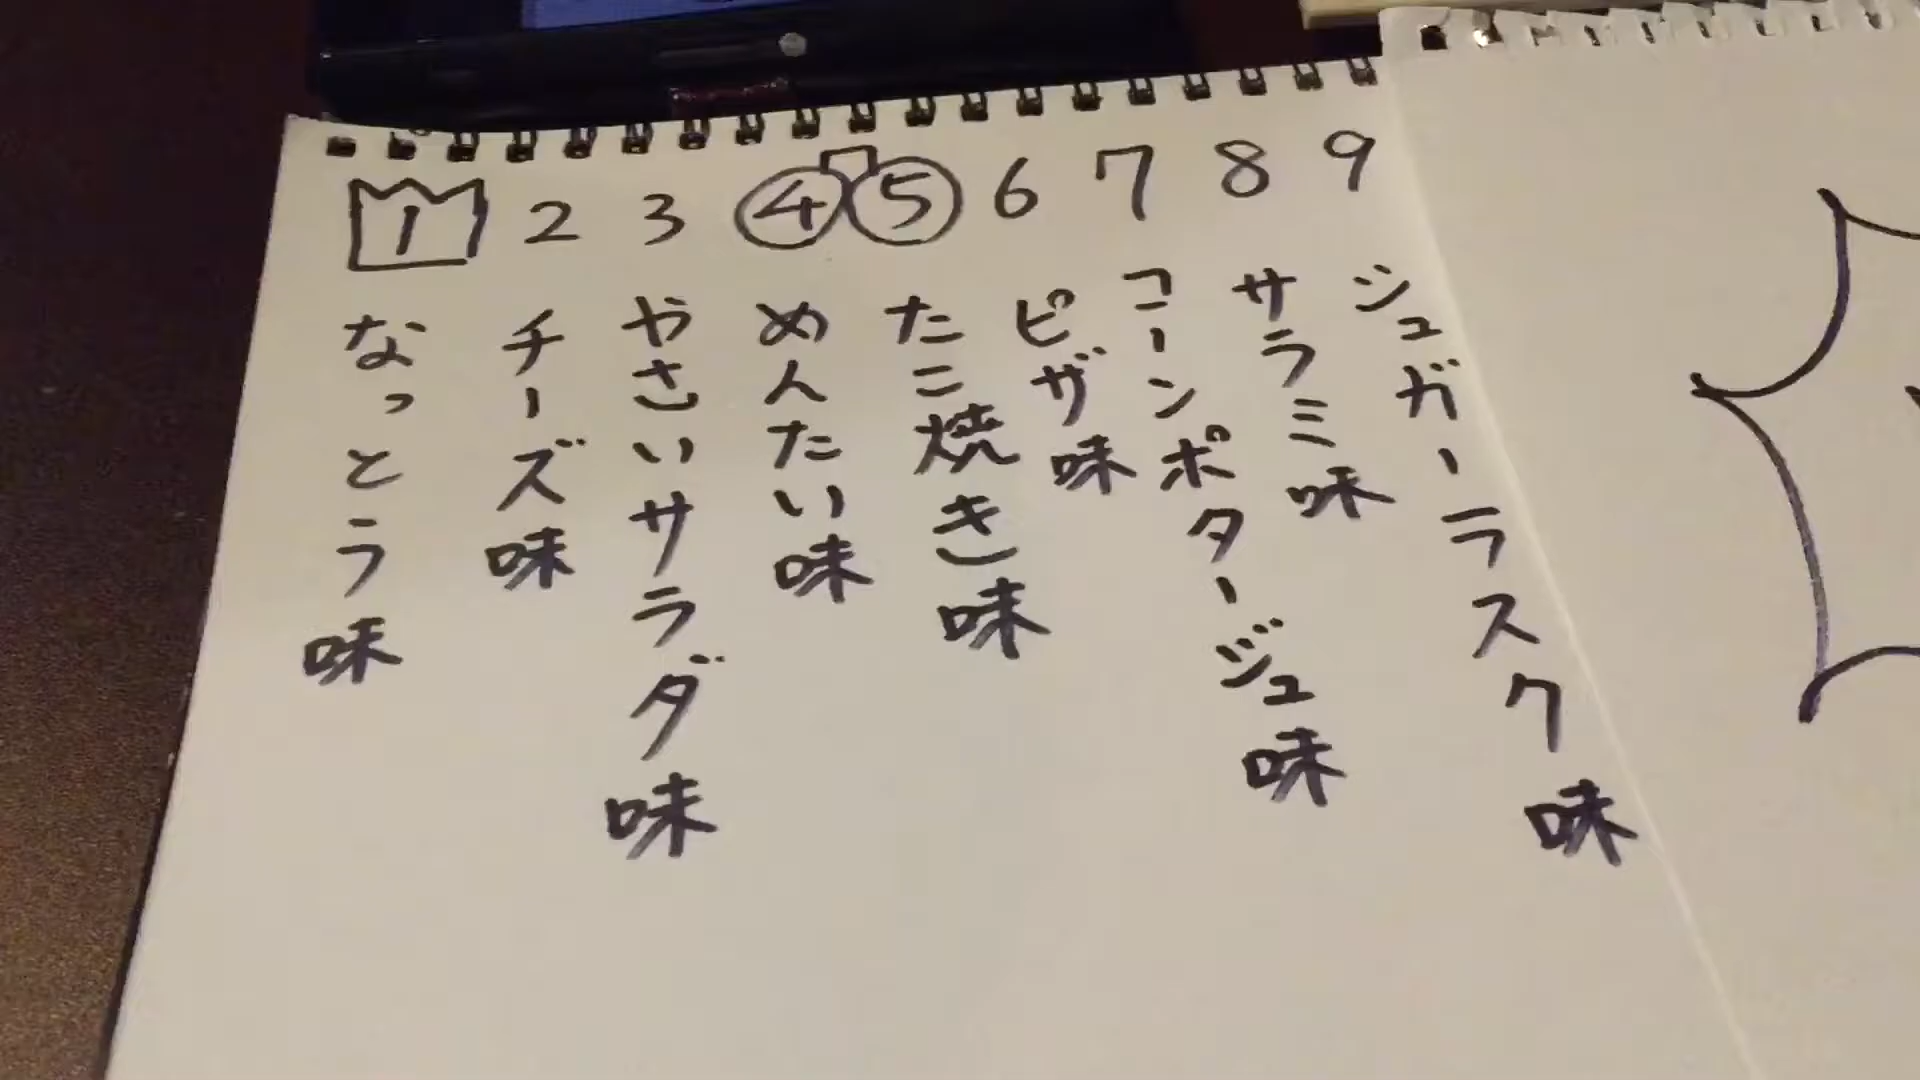 1 2 3 4 5 6 7 8 9
なっとう味
チーズ味
やさいサラダ味
めんたい味
たこ焼き味
ピザ味
コーンポタージュ味
サラミ味
シュガーラスク味